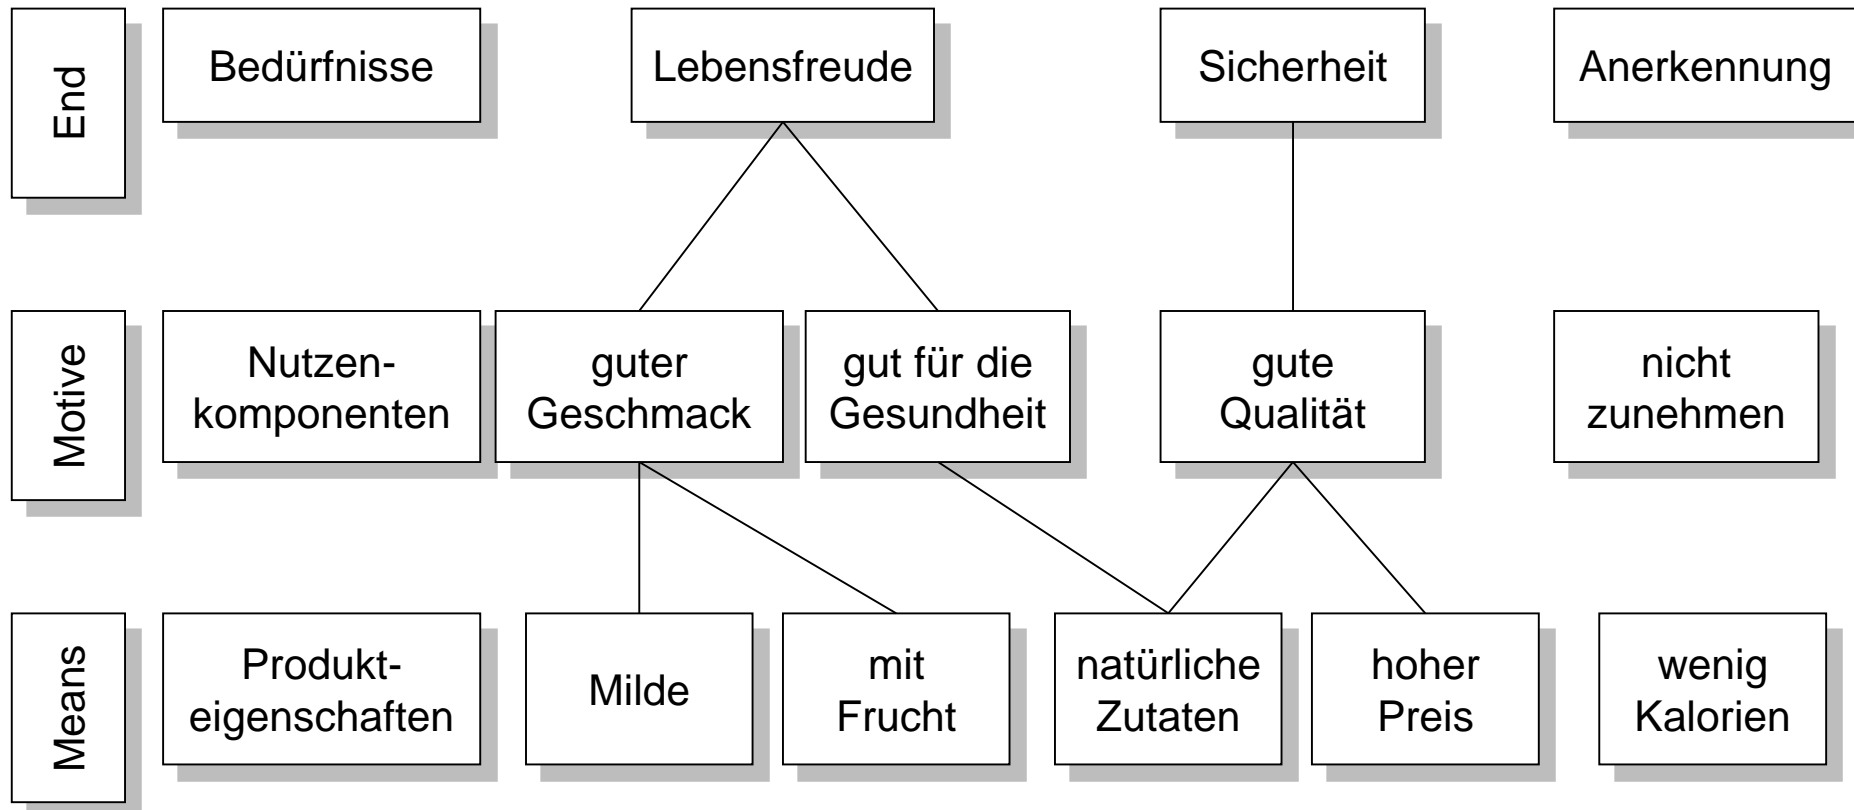 End
Bedürfnisse
Lebensfreude
Sicherheit
Anerkennung
Motive
Nutzen-
komponenten
guter
Geschmack
gut für die
Gesundheit
gute
Qualität
nicht
zunehmen
Means
Produkt-
eigenschaften
Milde
mit
Frucht
natürliche
Zutaten
hoher
Preis
wenig
Kalorien